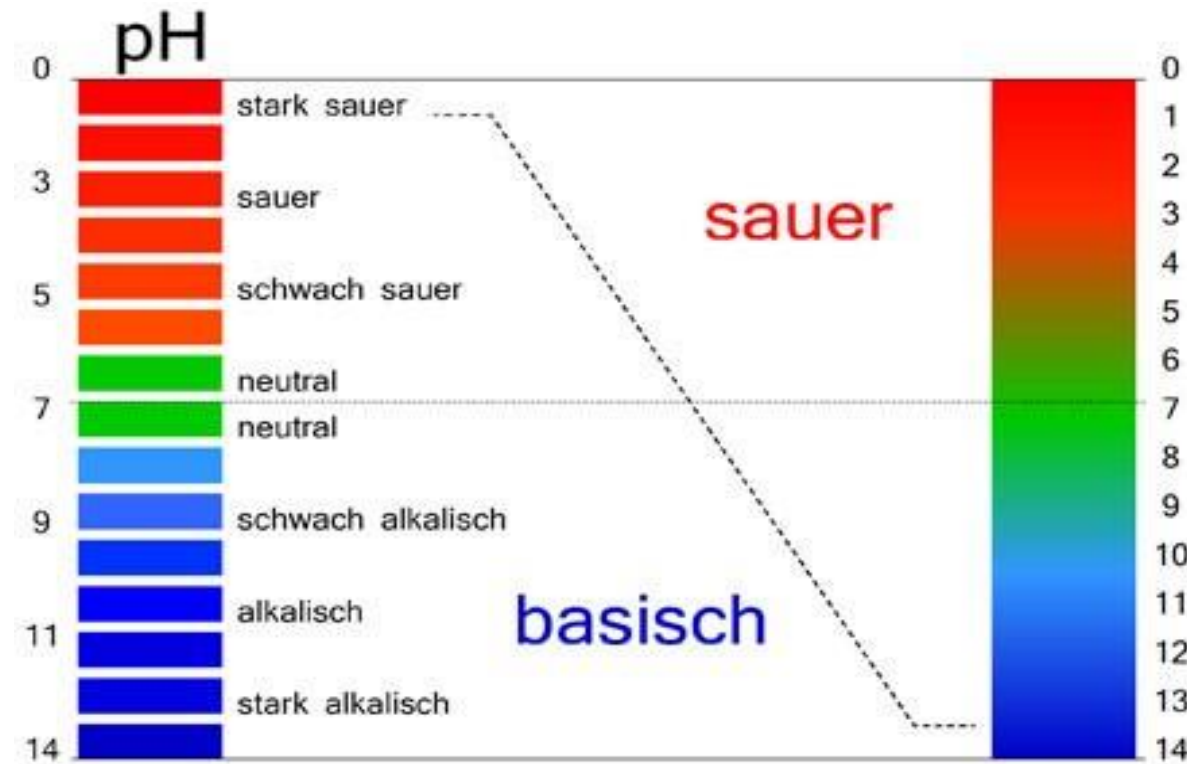 pH
0
stark sauer
3
sauer
5
schwach sauer
neutral
7
neutral
9
schwach alkalisch
alkalisch
11
stark alkalisch
14
sauer
basisch
0
1
2
3
4
5
6
7
8
9
10
11
12
13
14